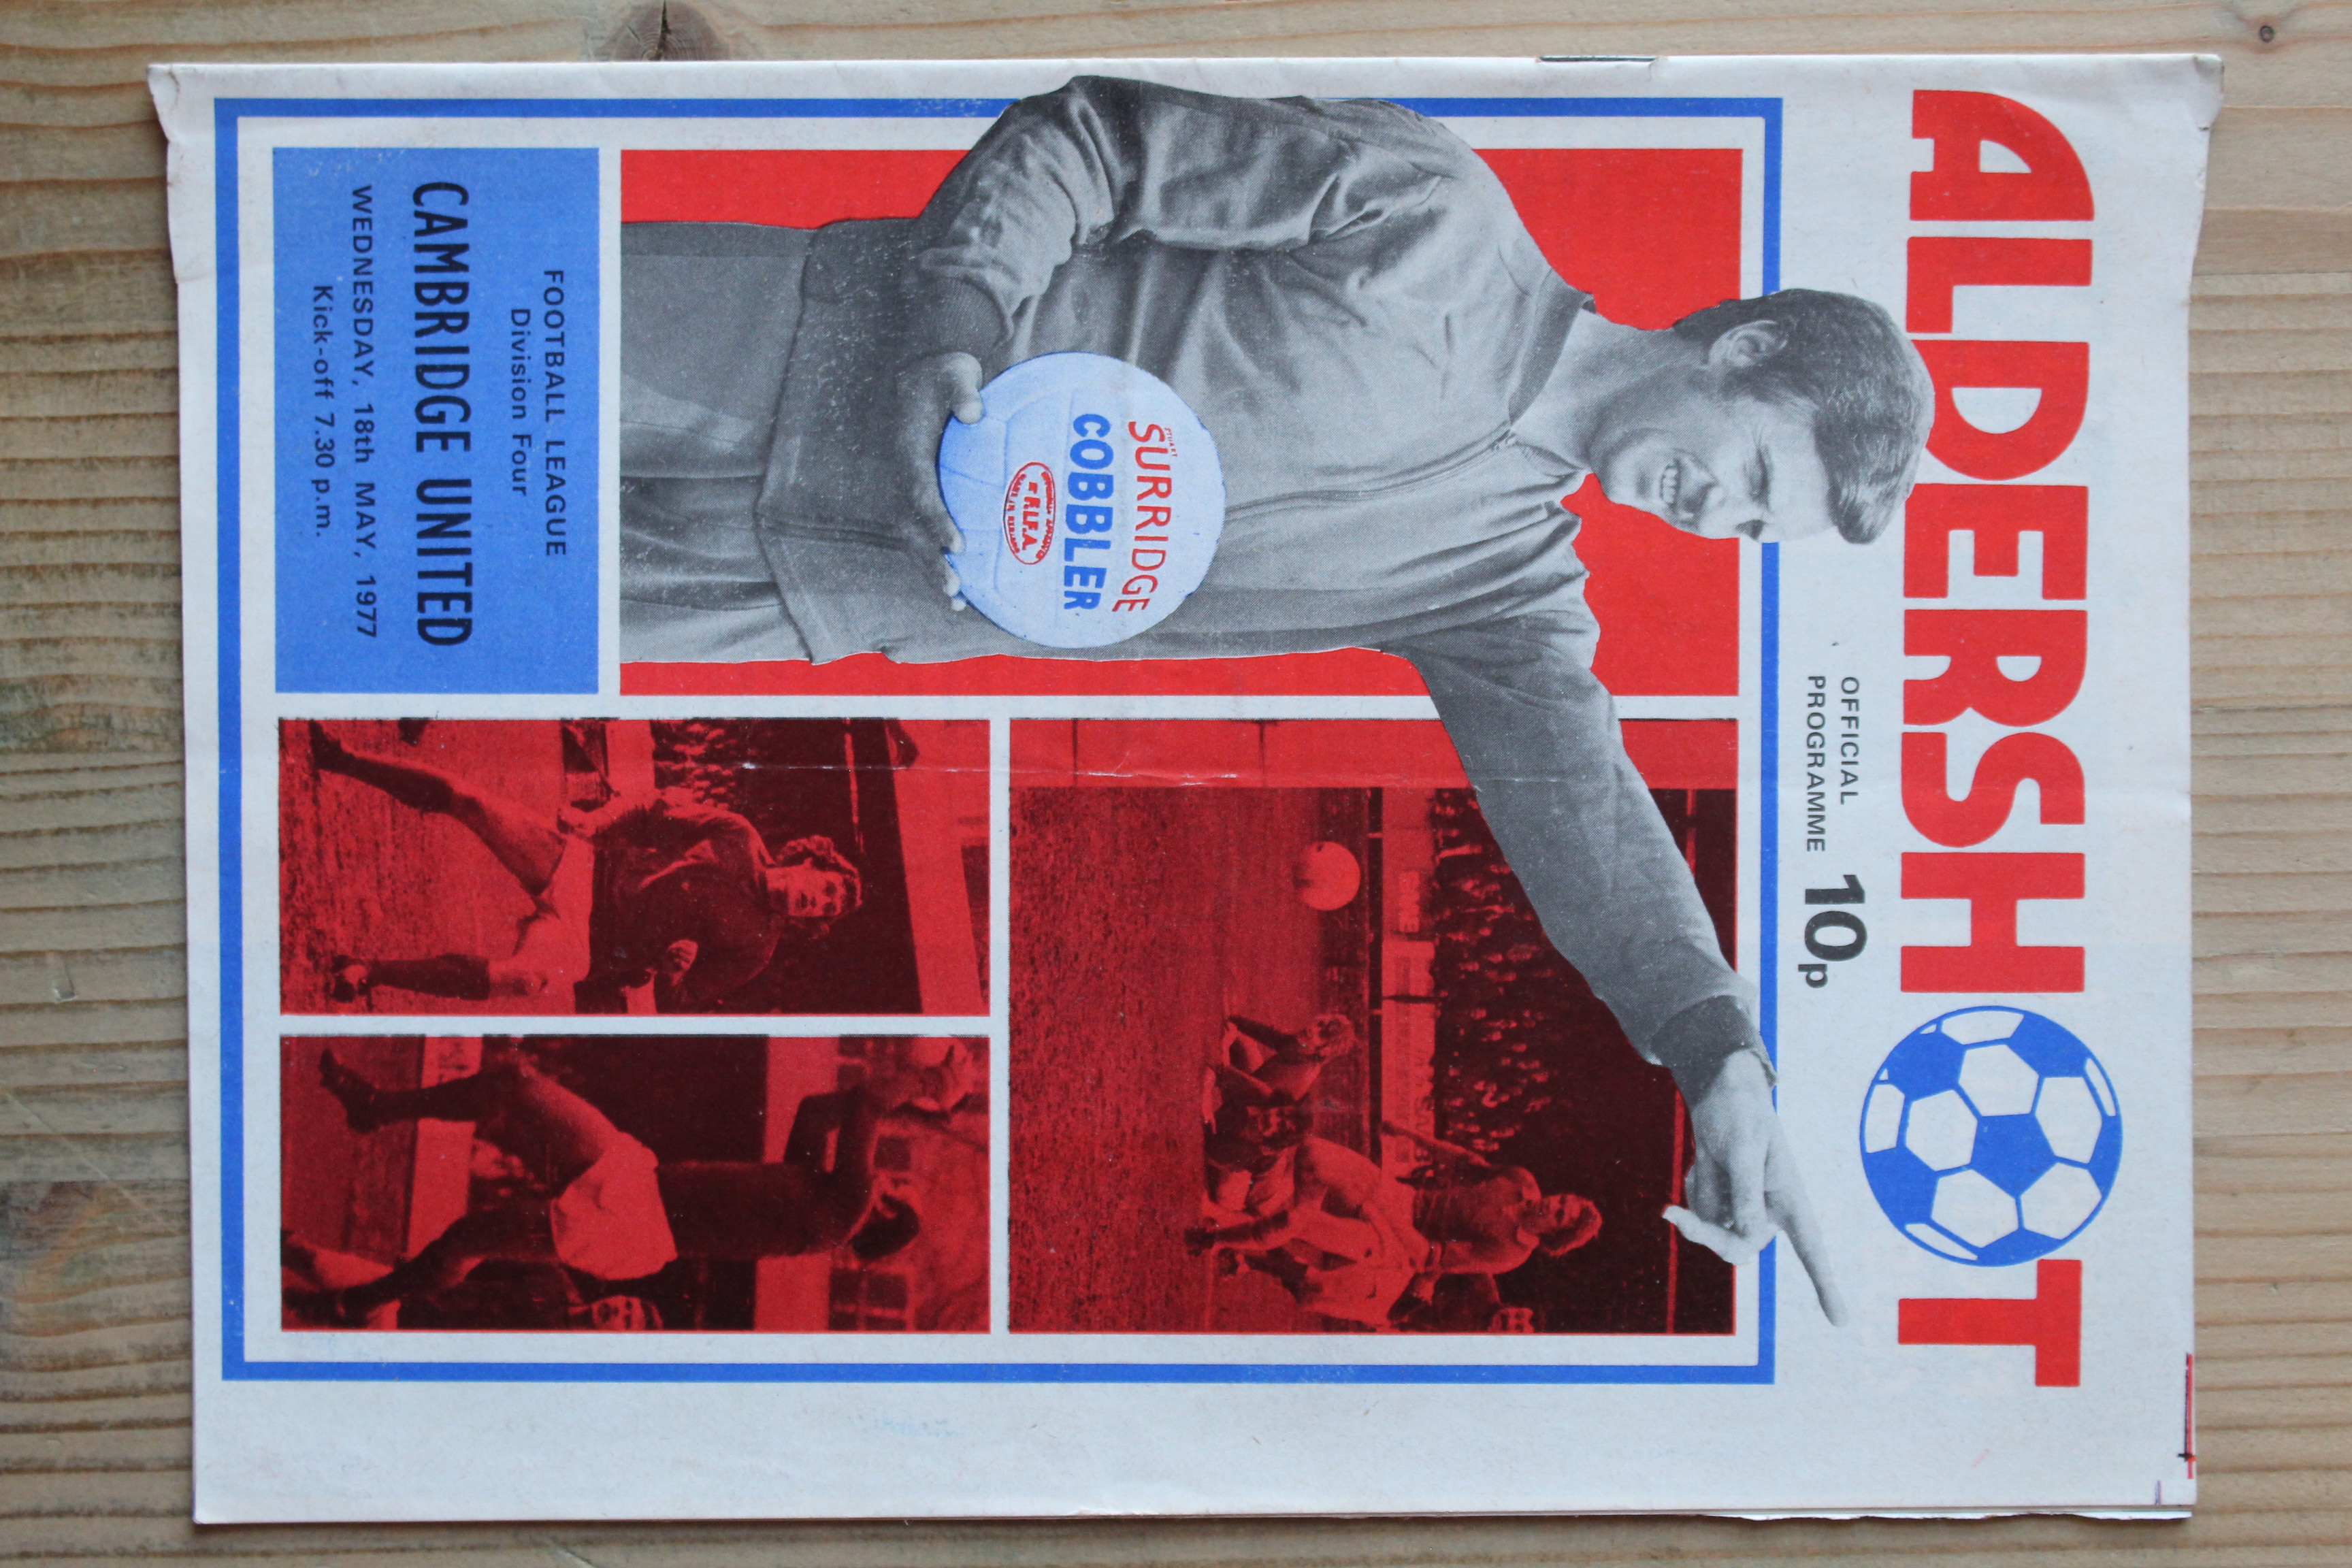 ALDERSHOT
OFFICIAL
PROGRAMME 10p
STUART
SURRIDGE
COBBLER
F.I.F.A.
FOOTBALL LEAGUE
Division Four
CAMBRIDGE UNITED
WEDNESDAY, 18th MAY, 1977
Kick-off 7.30 p.m.